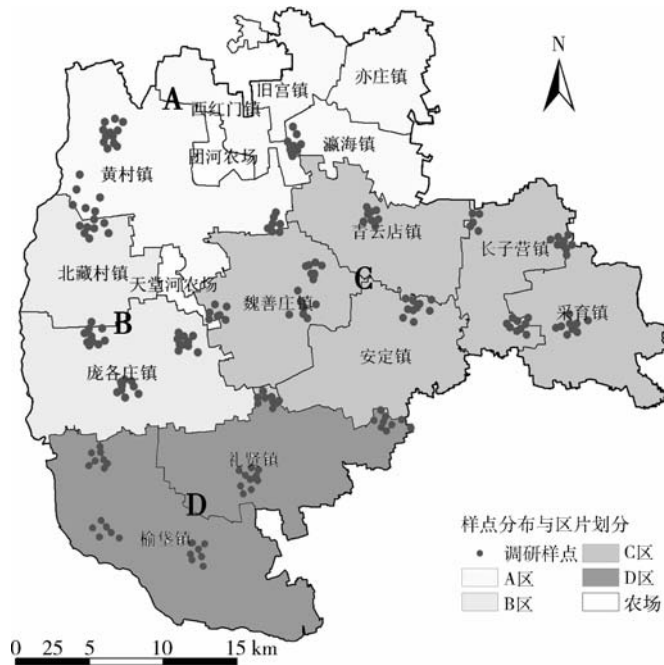 N
亦庄镇
旧宫镇
A
西红门镇
瀛海镇
团河农场
黄村镇
青云店镇
长子营镇
北臧村镇
天堂河农场
魏善庄镇
C
采育镇
B
安定镇
庞各庄镇
礼贤镇
D
榆垡镇
样点分布与区片划分
调研样点
C区
A区
D区
B区
农场
0 25 5 10 15 km